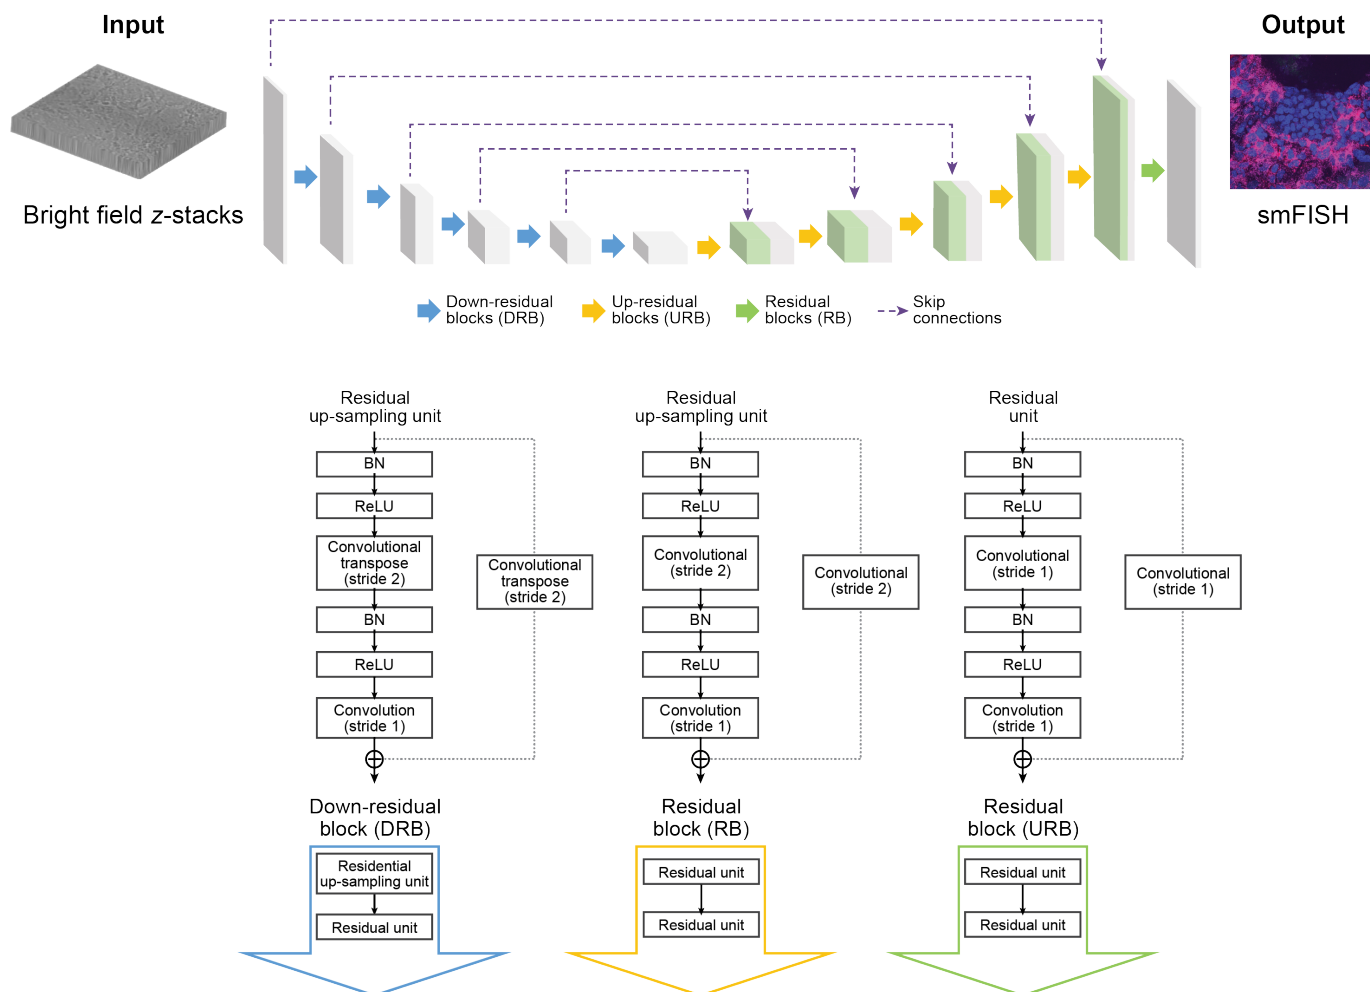 Input
Output
Bright field z-stacks
smFISH
Down-residual
blocks (DRB)
Up-residual
blocks (URB)
Residual
blocks (RB)
Skip
connections
Residual
up-sampling unit
BN
ReLU
Convolutional
transpose
(stride 2)
BN
ReLU
Convolution
(stride 1)
Convolutional
transpose
(stride 2)
Residual
up-sampling unit
BN
ReLU
Convolutional
(stride 2)
BN
ReLU
Convolution
(stride 1)
Convolutional
(stride 2)
Residual
unit
BN
ReLU
Convolutional
(stride 1)
BN
ReLU
Convolution
(stride 1)
Convolutional
(stride 1)
Down-residual
block (DRB)
Residential
up-sampling unit
Residual unit
Residual
block (RB)
Residual unit
Residual unit
Residual
block (URB)
Residual unit
Residual unit